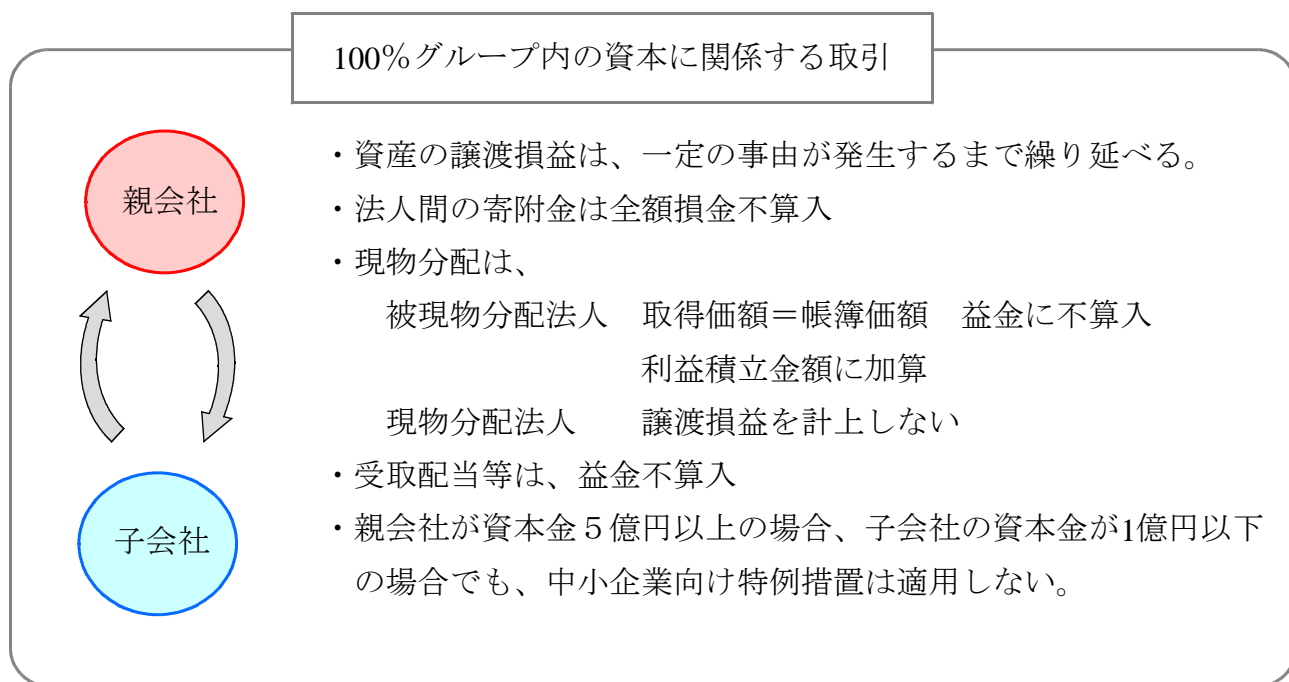 100％グループ内の資本に関係する取引
親会社
子会社
・資産の譲渡損益は、一定の事由が発生するまで繰り延べる。
・法人間の寄附金は全額損金不算入
・現物分配は、
被現物分配法人　取得価額＝帳簿価額　益金に不算入
利益積立金額に加算
現物分配法人　　譲渡損益を計上しない
・受取配当等は、益金不算入
・親会社が資本金５億円以上の場合、子会社の資本金が1億円以下
の場合でも、中小企業向け特例措置は適用しない。